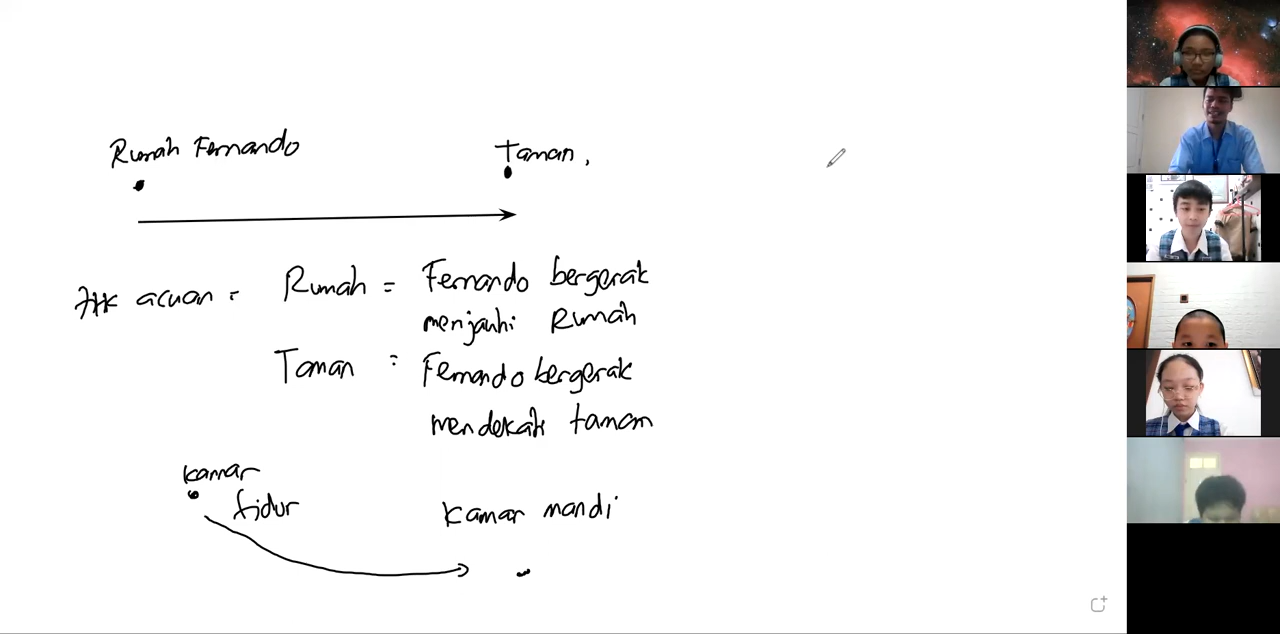 Rumah Fernando
Taman,
titik acuan = Rumah = Fernando bergerak
menjauhi Rumah
Taman : Fernando bergerak
mendekati taman
kamar
tidur
Kamar mandi